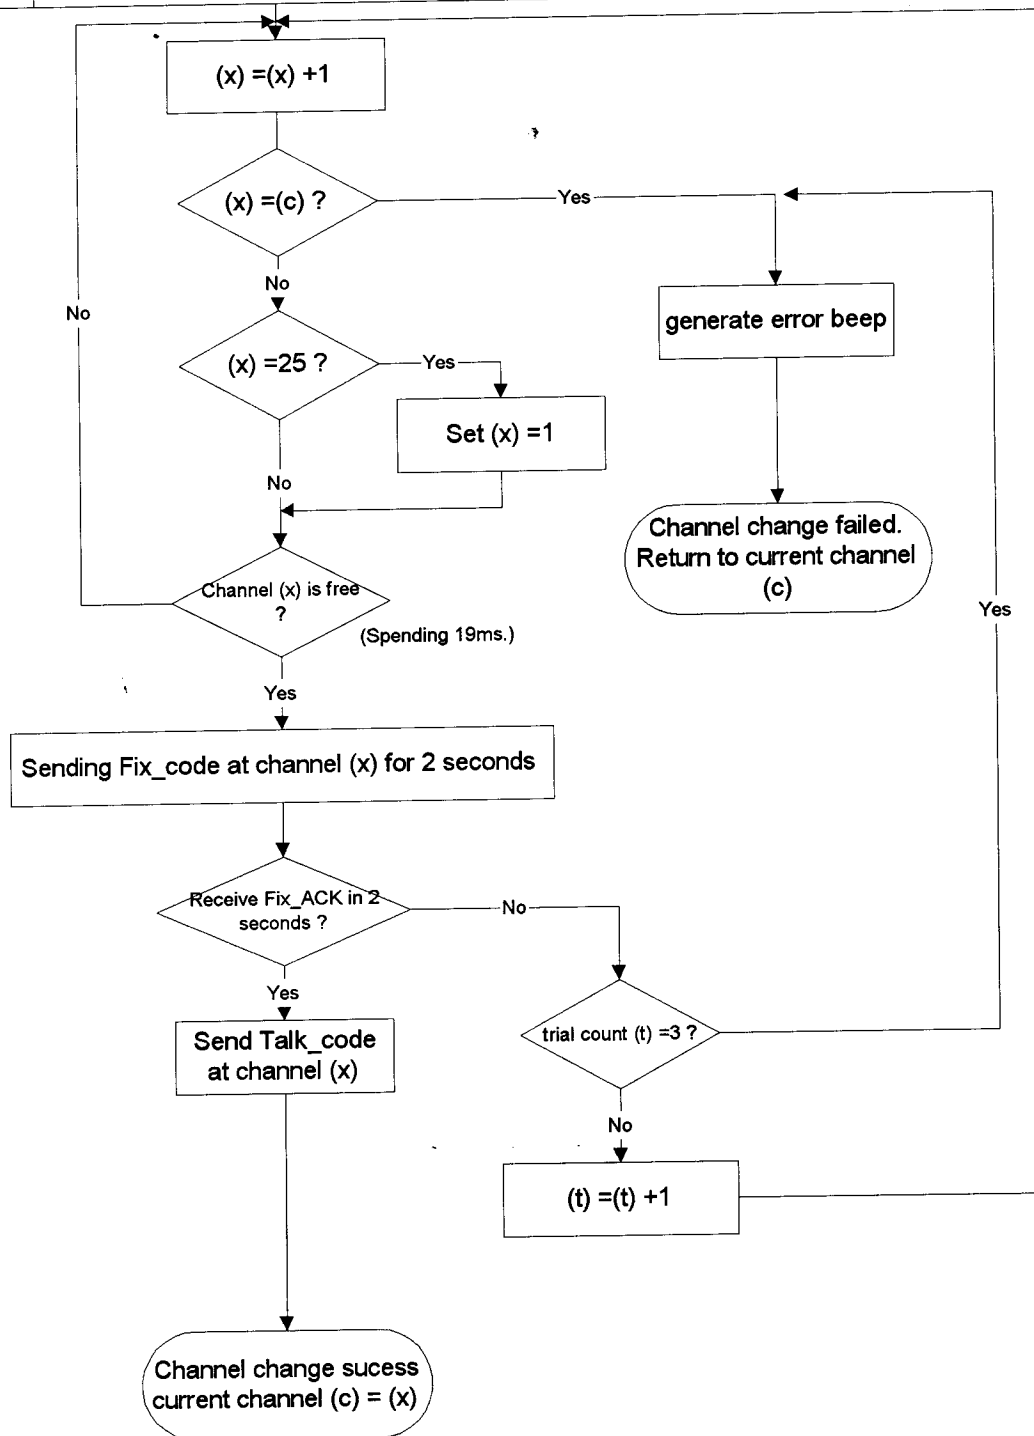 (x) =(x) +1
(x) =(c) ?
Yes
No
No
generate error beep
(x) =25 ?
Yes
Set (x) =1
No
Channel change failed.
Return to current channel
(c)
Channel (x) is free
?
(Spending 19ms.)
Yes
Yes
Sending Fix_code at channel (x) for 2 seconds
Receive Fix_ACK in 2
seconds ?
No
Yes
trial count (t) =3 ?
Send Talk_code
at channel (x)
No
(t) =(t) +1
Channel change sucess
current channel (c) = (x)